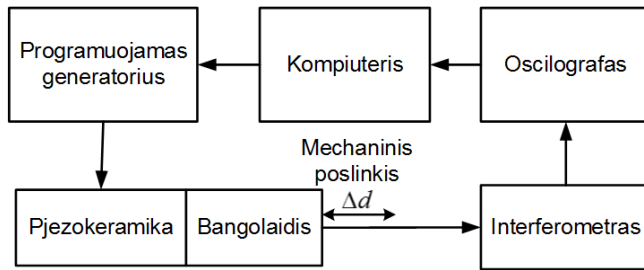 Programuojamas
generatorius
Kompiuteris
Oscilografas
Mechaninis
poslinkis
Δd
Pjezokeramika
Bangolaidis
Interferometras